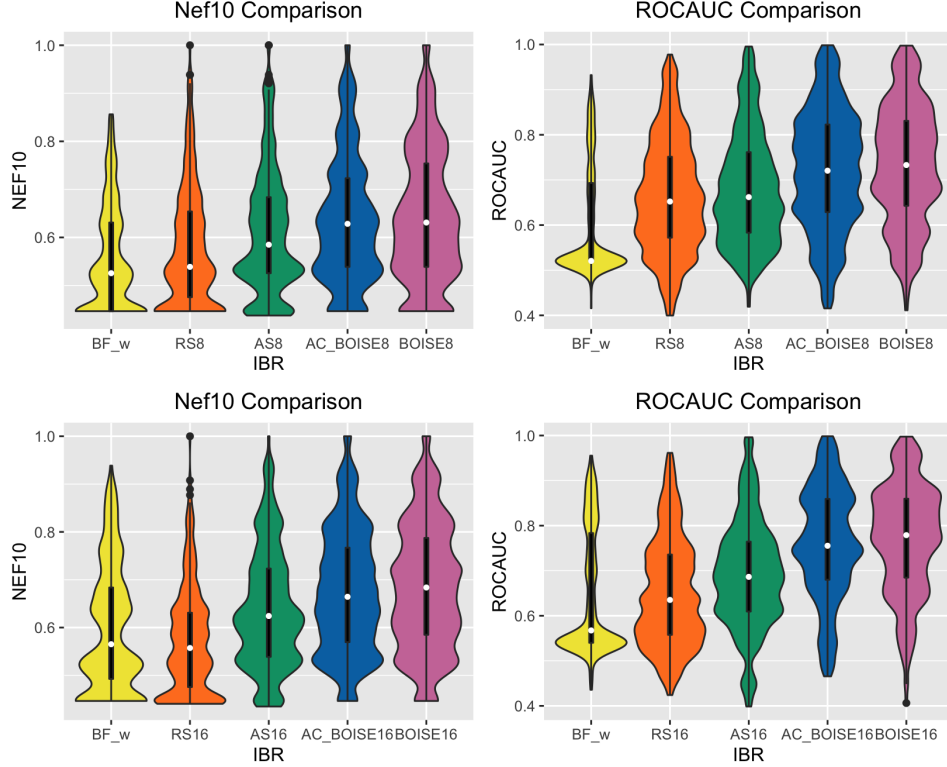 Nef10 Comparison
NEF10
1.0
0.8
0.6
BF_w RS8 AS8 AC_BOISE8 BOISE8
IBR
ROCAUC Comparison
ROCAUC
1.0
0.8
0.6
0.4
BF_w RS8 AS8 AC_BOISE8 BOISE8
IBR
Nef10 Comparison
NEF10
1.0
0.8
0.6
BF_w RS16 AS16 AC_BOISE16 BOISE16
IBR
ROCAUC Comparison
ROCAUC
1.0
0.8
0.6
0.4
BF_w RS16 AS16 AC_BOISE16 BOISE16
IBR